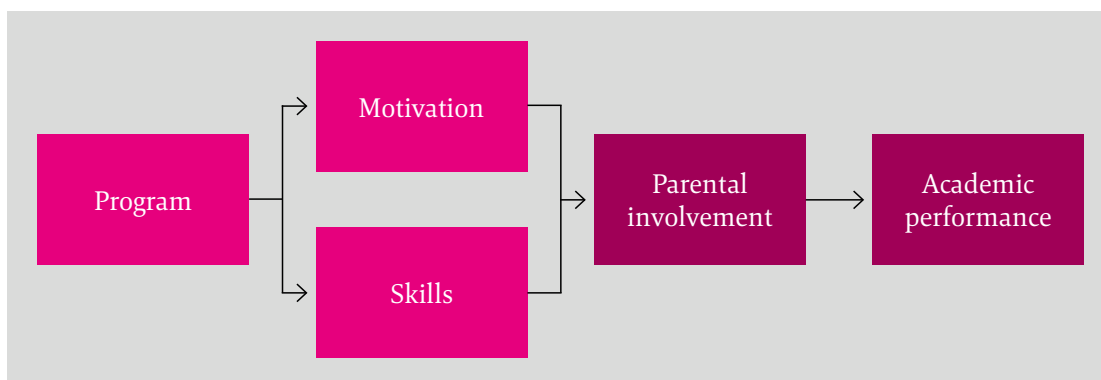 Program
Motivation
Skills
Parental
involvement
Academic
performance